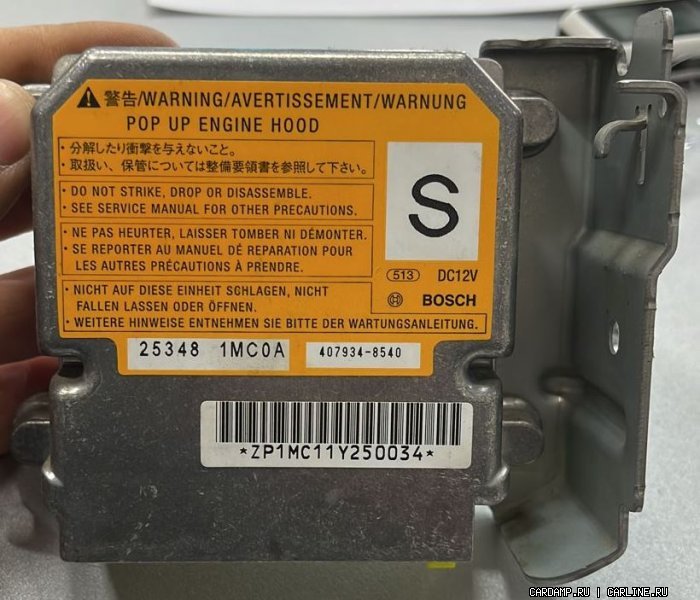 警告/WARNING/AVERTISSEMENT/WARNUNG
POP UP ENGINE HOOD
・分解したり衝撃を与えないこと。
・取扱い、保管については整備要領書を参照して下さい。
・DO NOT STRIKE, DROP OR DISASSEMBLE.
・SEE SERVICE MANUAL FOR OTHER PRECAUTIONS.
S
・NE PAS HEURTER, LAISSER TOMBER NI DÉMONTER.
・SE REPORTER AU MANUEL DÉ REPARATION POUR
LES AUTRES PRÉCAUTIONS À PRENDRE.
513 DC12V
・NICHT AUF DIESE EINHEIT SCHLAGEN, NICHT
FALLEN LASSEN ODER ÖFFNEN.
BOSCH
・WEITERE HINWEISE ENTNEHMEN SIE BITTE DER WARTUNGSANLEITUNG.
25348 1MC0A
407934-8540
*ZP1MC11Y250034*
CARDAMP.RU | CARLINE.RU